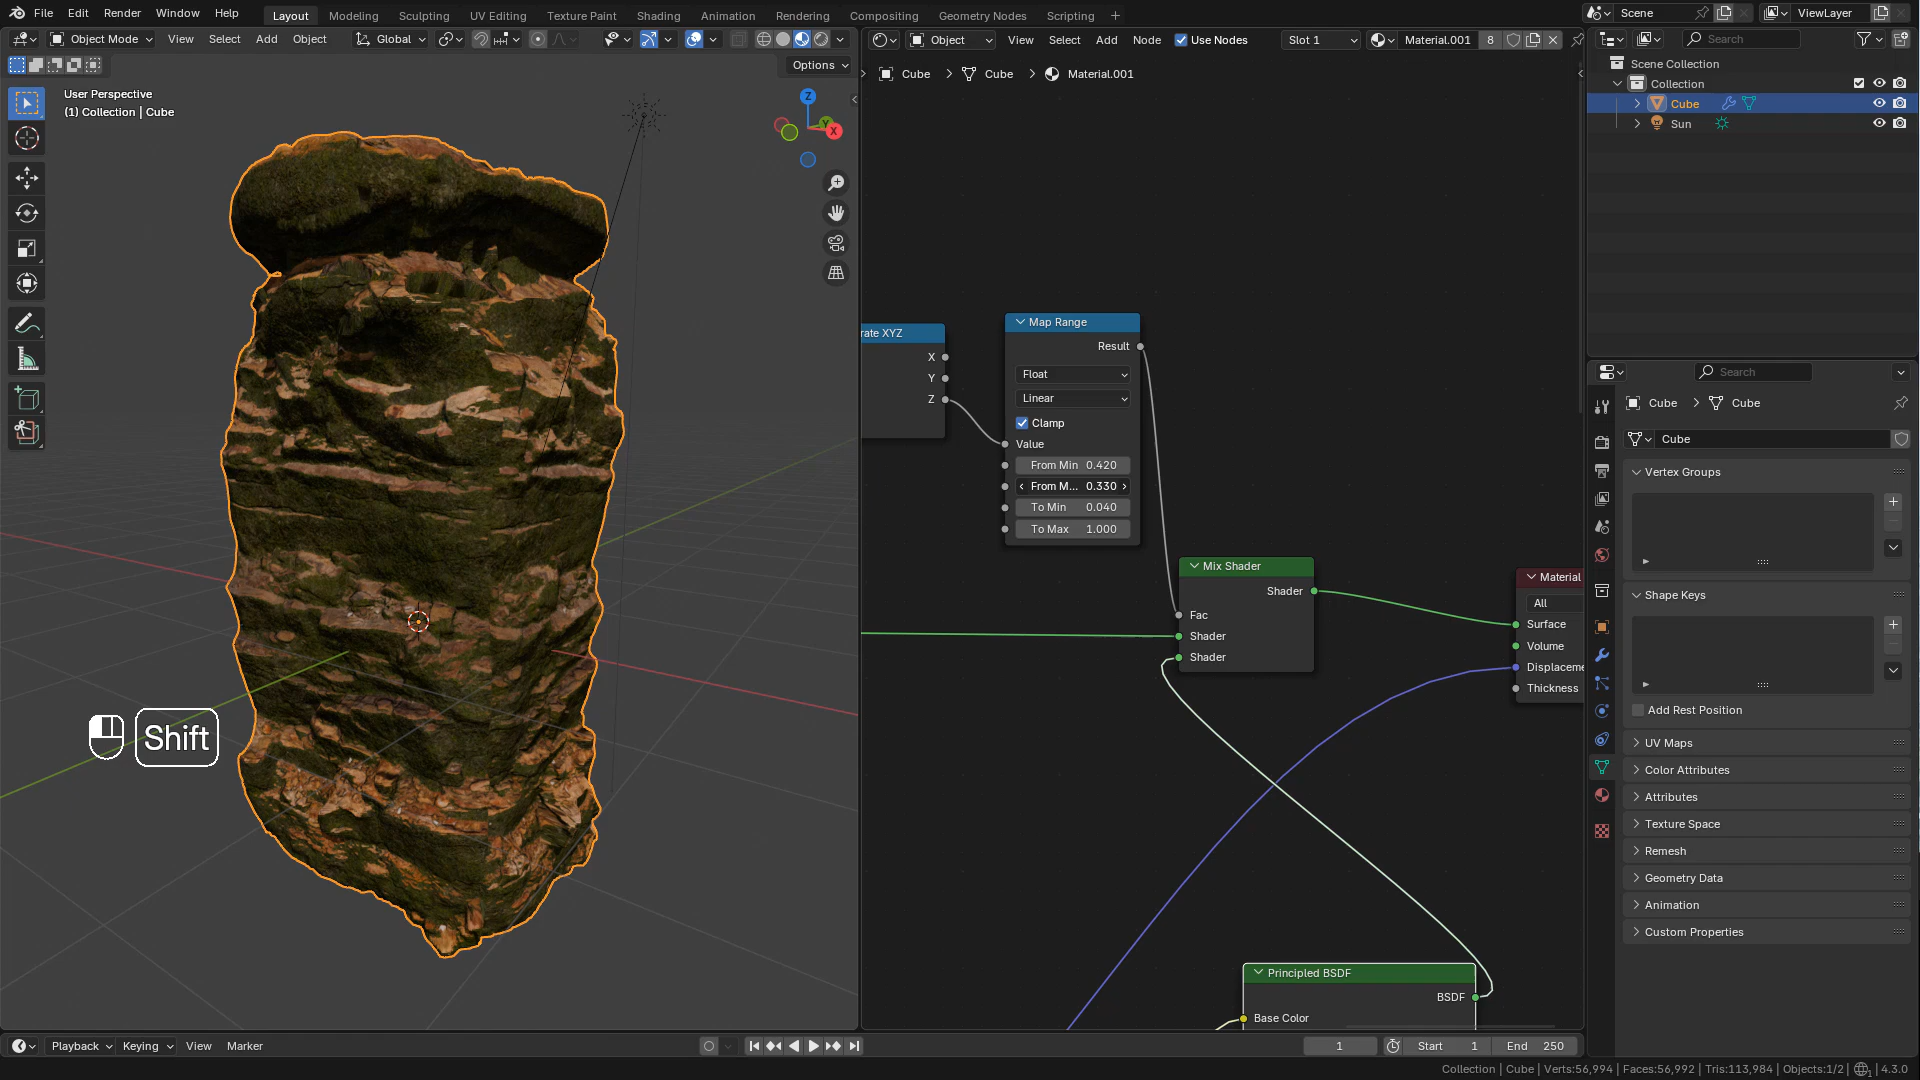 File Edit Render Window Help Layout Modeling Sculpting UV Editing Texture Paint Shading Animation Rendering Compositing Geometry Nodes Scripting Scene ViewLayer
Object Mode View Select Add Object Global
Object View Select Add Node Use Nodes Slot 1 Material.001 8
Search
Options
Cube > Cube > Material.001
User Perspective
(1) Collection | Cube
Z
Y
X
Scene Collection
Collection
Cube
Sun
rate XYZ
X
Y
Z
Map Range
Result
Float
Linear
Clamp
Value
From Min 0.420
From M... 0.330
To Min 0.040
To Max 1.000
Mix Shader
Shader
Fac
Shader
Shader
Material
All
Surface
Volume
Displaceme
Thickness
Principled BSDF
BSDF
Base Color
Shift
Search
Cube > Cube
Cube
Vertex Groups
Shape Keys
Add Rest Position
UV Maps
Color Attributes
Attributes
Texture Space
Remesh
Geometry Data
Animation
Custom Properties
Playback Keying View Marker 1 Start 1 End 250
Collection | Cube | Verts:56,994 | Faces:56,992 | Tris:113,984 | Objects:1/2 | 4.3.0